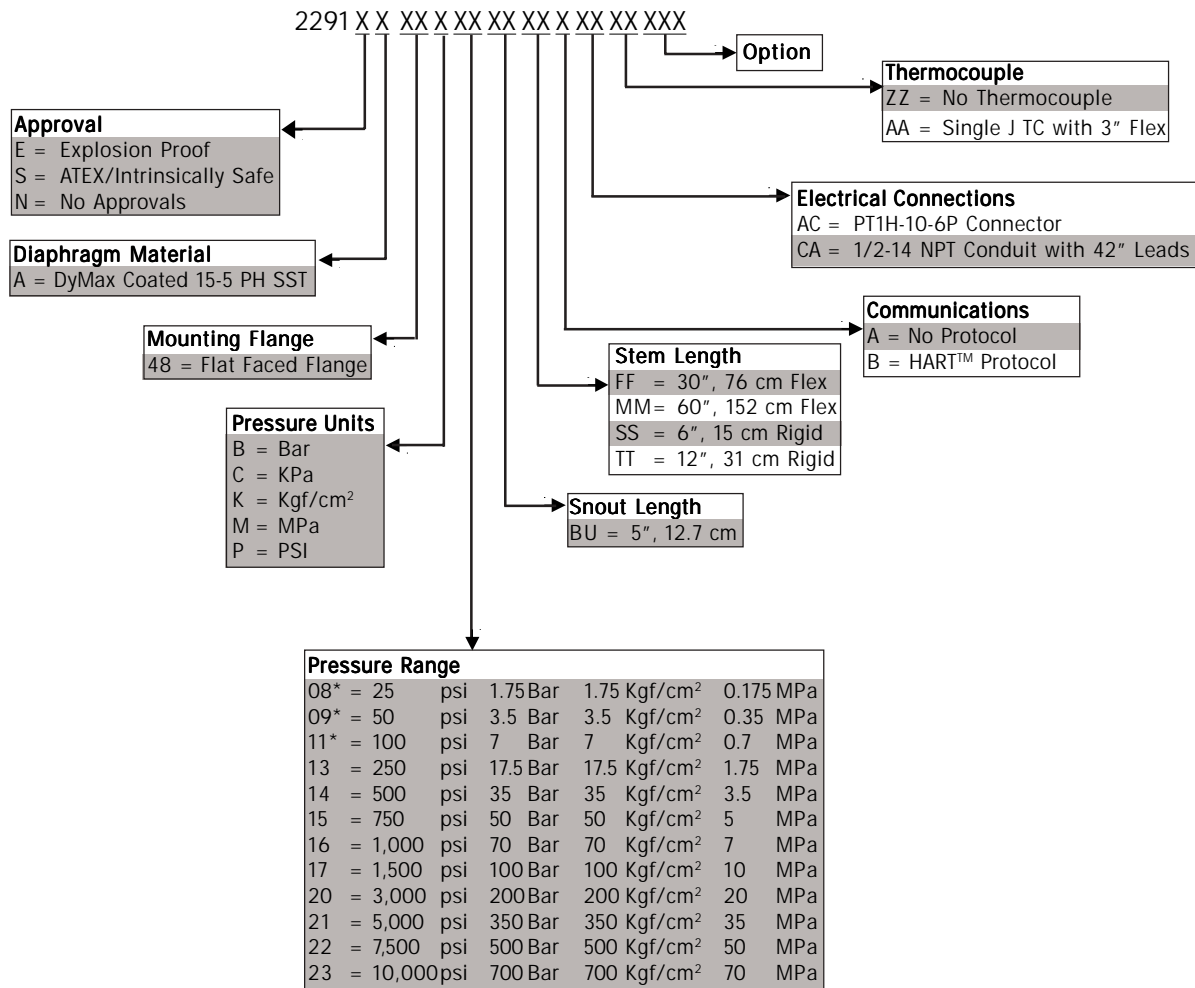 2291 X X XX X XX XX XX X XX XX XXX
Option
Thermocouple
ZZ = No Thermocouple
AA = Single J TC with 3" Flex
Approval
E = Explosion Proof
S = ATEX/Intrinsically Safe
N = No Approvals
Electrical Connections
AC = PT1H-10-6P Connector
CA = 1/2-14 NPT Conduit with 42" Leads
Diaphragm Material
A = DyMax Coated 15-5 PH SST
Communications
A = No Protocol
B = HART™ Protocol
Mounting Flange
48 = Flat Faced Flange
Stem Length
FF = 30", 76 cm Flex
MM= 60", 152 cm Flex
SS = 6", 15 cm Rigid
TT = 12", 31 cm Rigid
Pressure Units
B = Bar
C = KPa
K = Kgf/cm²
M = MPa
P = PSI
Snout Length
BU = 5", 12.7 cm
Pressure Range
08* = 25 psi 1.75 Bar 1.75 Kgf/cm² 0.175 MPa
09* = 50 psi 3.5 Bar 3.5 Kgf/cm² 0.35 MPa
11* = 100 psi 7 Bar 7 Kgf/cm² 0.7 MPa
13 = 250 psi 17.5 Bar 17.5 Kgf/cm² 1.75 MPa
14 = 500 psi 35 Bar 35 Kgf/cm² 3.5 MPa
15 = 750 psi 50 Bar 50 Kgf/cm² 5 MPa
16 = 1,000 psi 70 Bar 70 Kgf/cm² 7 MPa
17 = 1,500 psi 100 Bar 100 Kgf/cm² 10 MPa
20 = 3,000 psi 200 Bar 200 Kgf/cm² 20 MPa
21 = 5,000 psi 350 Bar 350 Kgf/cm² 35 MPa
22 = 7,500 psi 500 Bar 500 Kgf/cm² 50 MPa
23 = 10,000 psi 700 Bar 700 Kgf/cm² 70 MPa